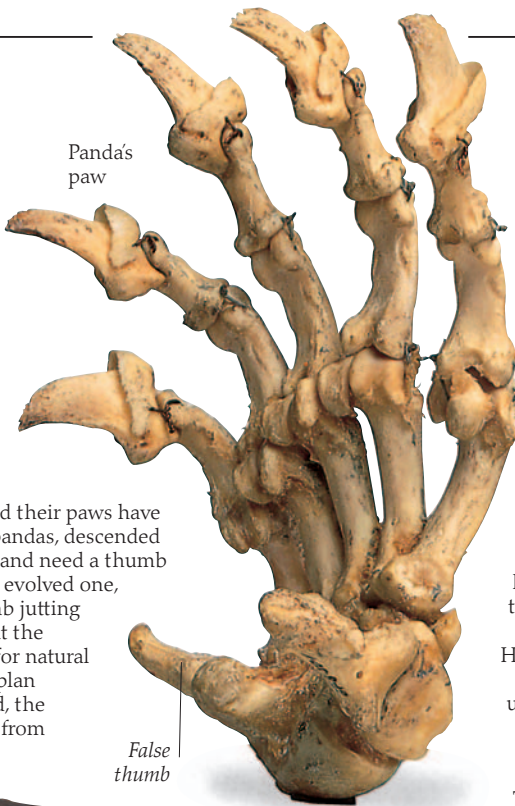 Panda's
paw
d their paws have
pandas, descended
and need a thumb
evolved one,
b jutting
t the
for natural
plan
d, the
from
False
thumb
t
H
u